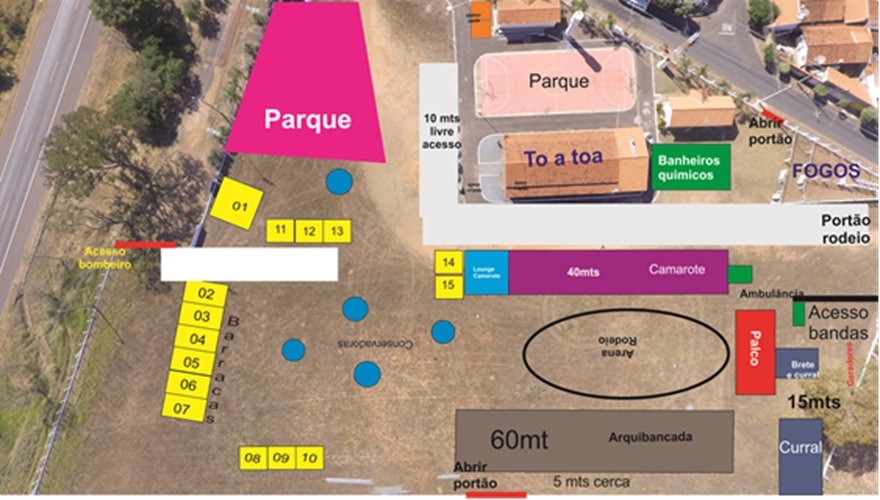 Parque
Parque
10 mts
livre
acesso
To a toa
Banheiros
quimicos
Abrir
portão
FOGOS
01
11 12 13
Portão
rodeio
Acesso
bombeiro
14
15
Lounge
Camarote
40mts
Camarote
Ambulância
Acesso
bandas
02
03
04
05
06
07
Barracas
Conservadoras
Arena
Rodeio
Palco
Brete
e curral
Geradores
15mts
60mt
Arquibancada
Curral
08 09 10
Abrir
portão
5 mts cerca